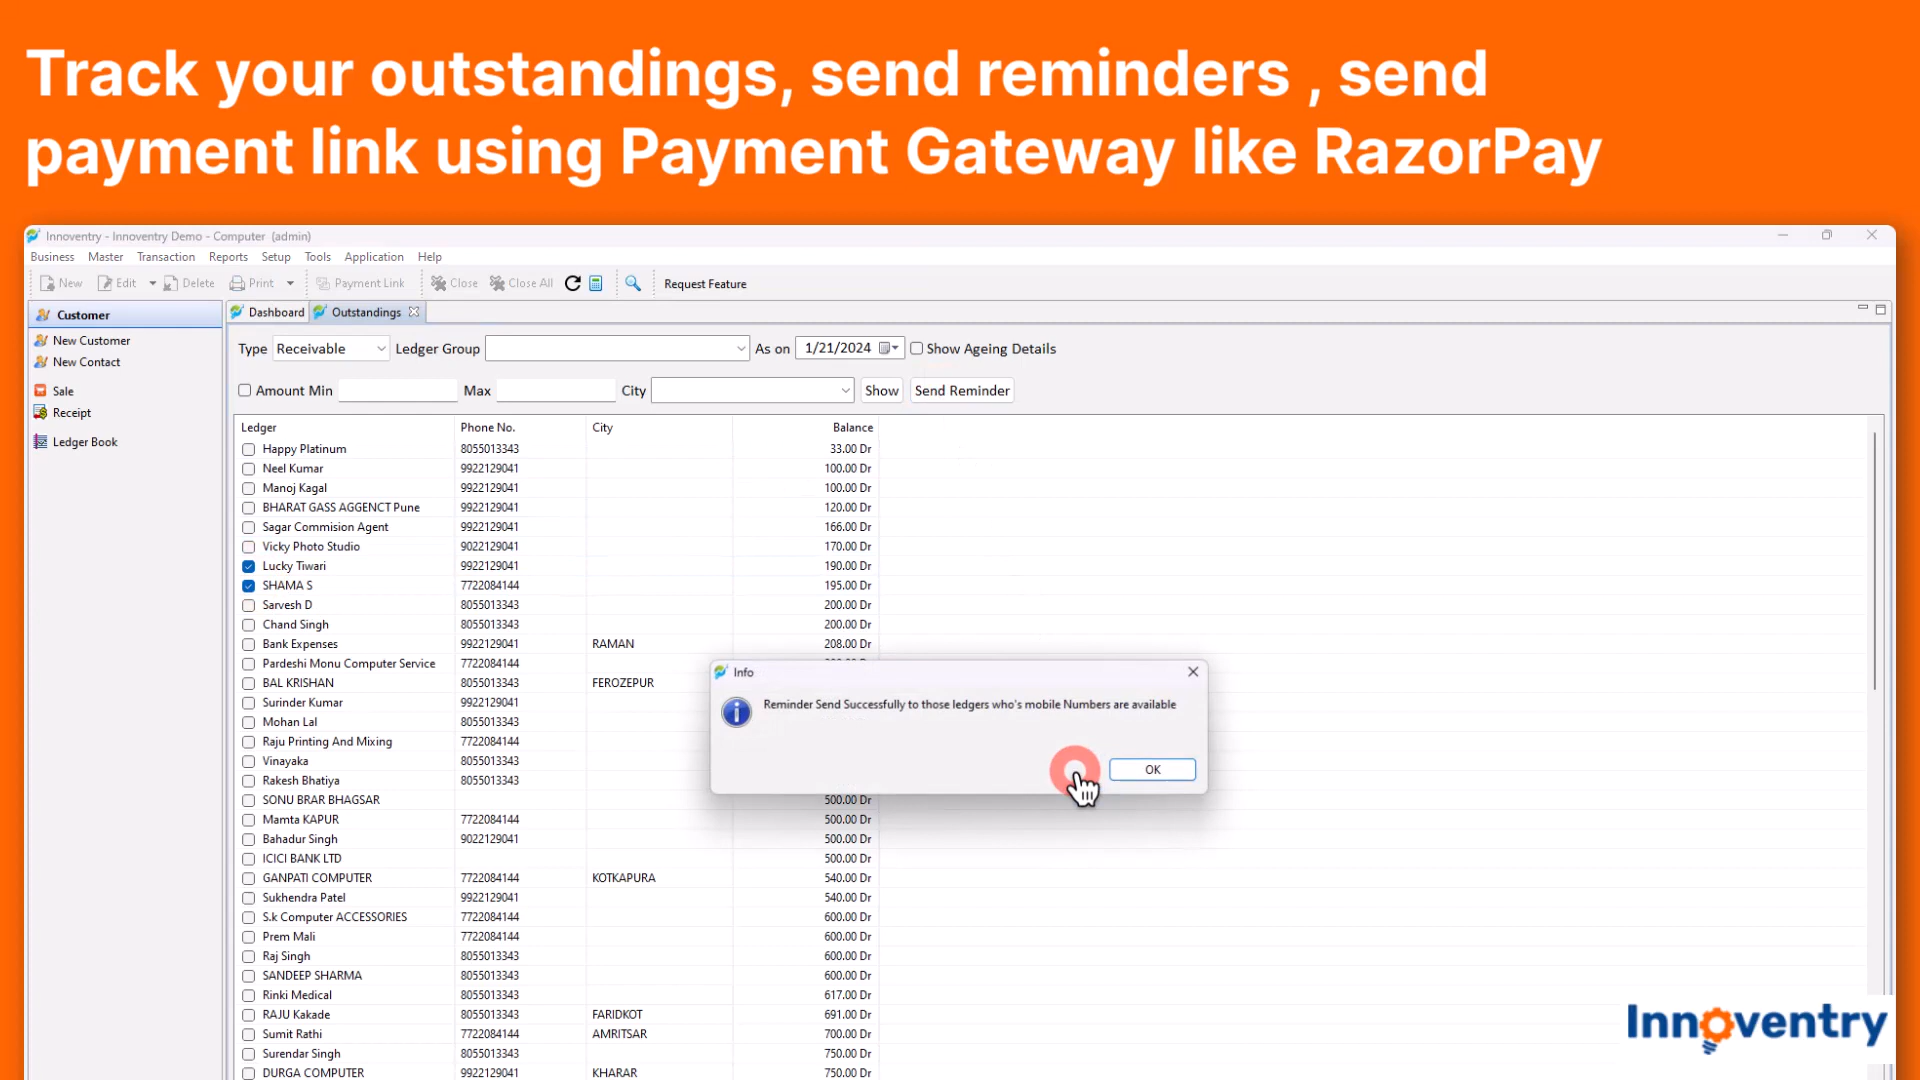 Track your outstandings, send reminders , send
payment link using Payment Gateway like RazorPay
Innoventry - Innoventry Demo - Computer (admin)
Business Master Transaction Reports Setup Tools Application Help
New Edit Delete Print Payment Link Close Close All Request Feature
Customer
New Customer
New Contact
Sale
Receipt
Ledger Book
Dashboard Outstandings
Type Receivable Ledger Group As on 1/21/2024 Show Ageing Details
Amount Min Max City Show Send Reminder
Ledger Phone No. City Balance
Happy Platinum 8055013343 33.00 Dr
Neel Kumar 9922129041 100.00 Dr
Manoj Kagal 9922129041 100.00 Dr
BHARAT GASS AGGENCT Pune 9922129041 120.00 Dr
Sagar Commision Agent 9922129041 166.00 Dr
Vicky Photo Studio 9022129041 170.00 Dr
Lucky Tiwari 9922129041 190.00 Dr
SHAMA S 7722084144 195.00 Dr
Sarvesh D 8055013343 200.00 Dr
Chand Singh 8055013343 200.00 Dr
Bank Expenses 9922129041 RAMAN 208.00 Dr
Pardeshi Monu Computer Service 7722084144
BAL KRISHAN 8055013343 FEROZEPUR
Surinder Kumar 9922129041
Mohan Lal 8055013343
Raju Printing And Mixing 7722084144
Vinayaka 8055013343
Rakesh Bhatiya 8055013343
SONU BRAR BHAGSAR 500.00 Dr
Mamta KAPUR 7722084144 500.00 Dr
Bahadur Singh 9022129041 500.00 Dr
ICICI BANK LTD 500.00 Dr
GANPATI COMPUTER 7722084144 KOTKAPURA 540.00 Dr
Sukhendra Patel 9922129041 540.00 Dr
S.k Computer ACCESSORIES 7722084144 600.00 Dr
Prem Mali 7722084144 600.00 Dr
Raj Singh 8055013343 600.00 Dr
SANDEEP SHARMA 8055013343 600.00 Dr
Rinki Medical 8055013343 617.00 Dr
RAJU Kakade 8055013343 FARIDKOT 691.00 Dr
Sumit Rathi 7722084144 AMRITSAR 700.00 Dr
Surendar Singh 8055013343 750.00 Dr
DURGA COMPUTER 9922129041 KHARAR 750.00 Dr
Info
Reminder Send Successfully to those ledgers who's mobile Numbers are available
OK
Innoventry